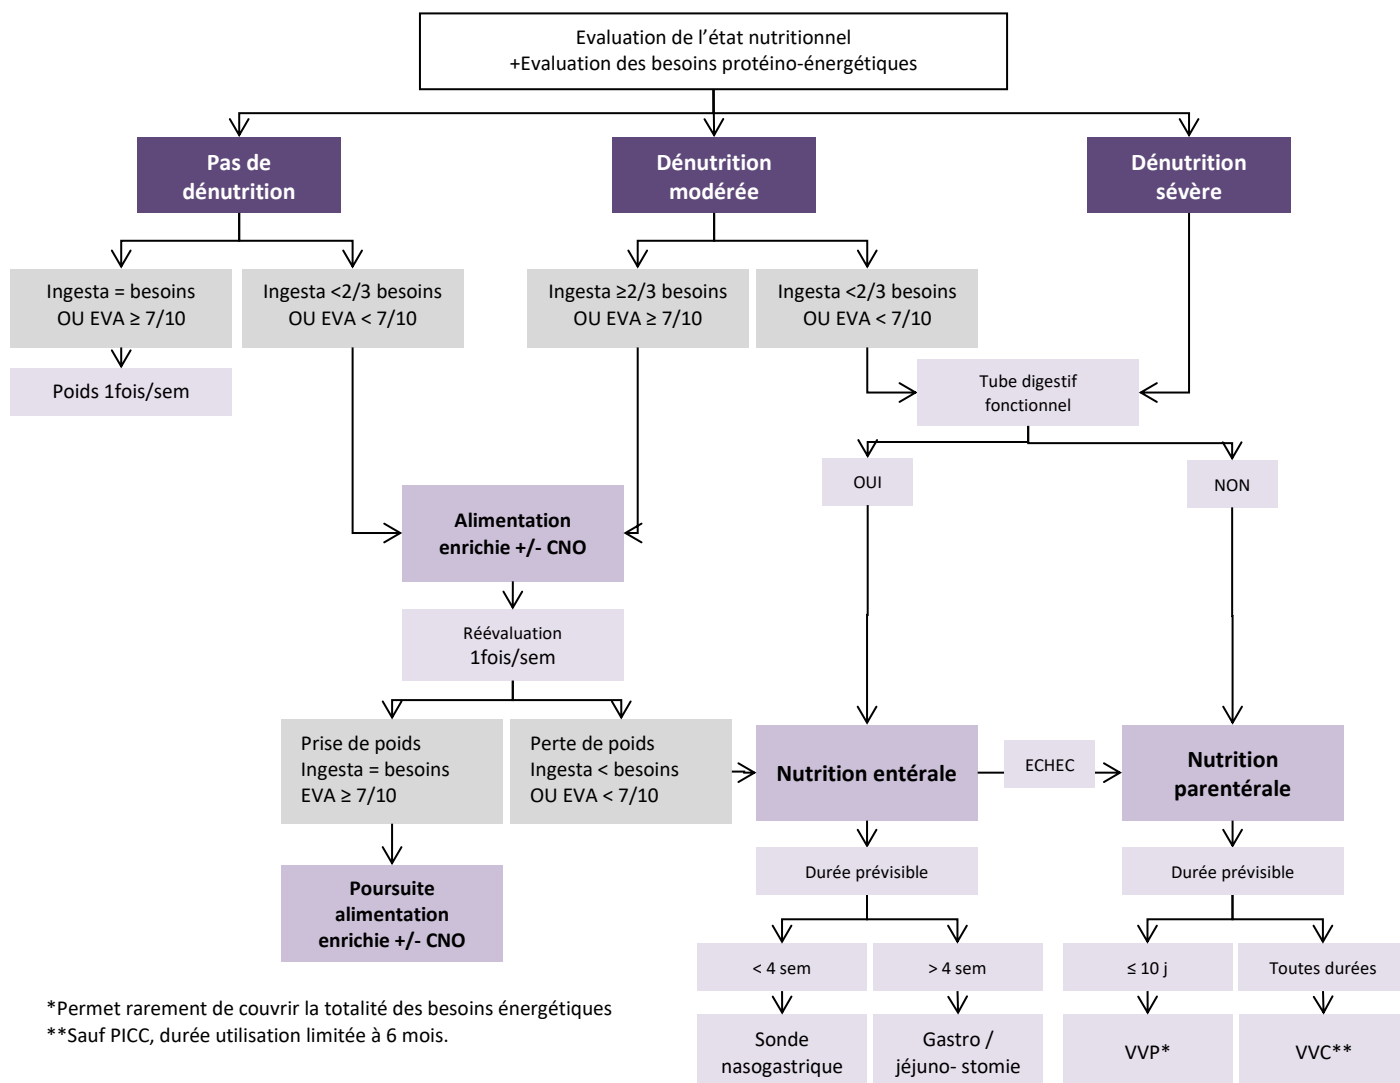 Evaluation de l'état nutritionnel
+Evaluation des besoins protéino-énergétiques
Pas de
dénutrition
Dénutrition
modérée
Dénutrition
sévère
Ingesta = besoins
OU EVA ≥ 7/10
Ingesta <2/3 besoins
OU EVA < 7/10
Ingesta ≥2/3 besoins
OU EVA ≥ 7/10
Ingesta <2/3 besoins
OU EVA < 7/10
Poids 1fois/sem
Tube digestif
fonctionnel
OUI
NON
Alimentation
enrichie +/- CNO
Réévaluation
1fois/sem
Prise de poids
Ingesta = besoins
EVA ≥ 7/10
Perte de poids
Ingesta < besoins
OU EVA < 7/10
Nutrition entérale
ECHEC
Nutrition
parentérale
Poursuite
alimentation
enrichie +/- CNO
Durée prévisible
Durée prévisible
< 4 sem
> 4 sem
≤ 10 j
Toutes durées
Sonde
nasogastrique
Gastro /
jéjuno- stomie
VVP*
VVC**
*Permet rarement de couvrir la totalité des besoins énergétiques
**Sauf PICC, durée utilisation limitée à 6 mois.